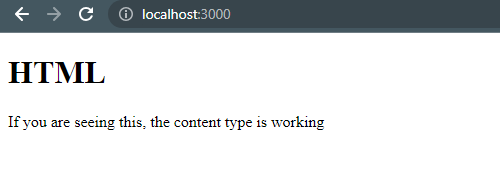 localhost:3000
HTML
If you are seeing this, the content type is working